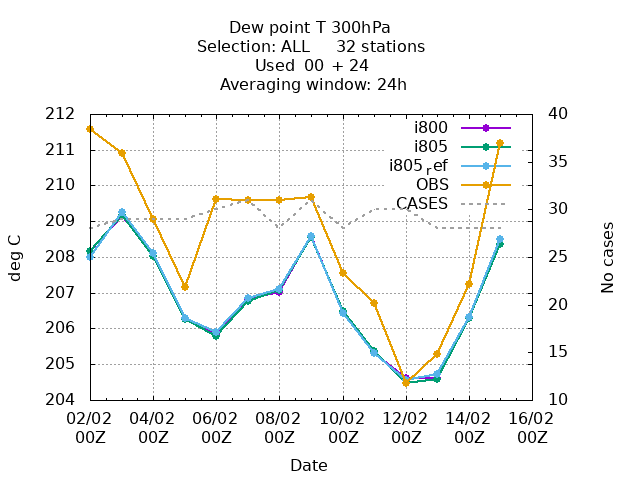 Dew point T 300hPa
Selection: ALL 32 stations
Used 00 + 24
Averaging window: 24h
212 40
i800
i805
i805ref
OBS
CASES
211
210
209
208
207
206
205
204
35
30
25
20
15
10
deg C
No cases
02/02 04/02 06/02 08/02 10/02 12/02 14/02 16/02
00Z 00Z 00Z 00Z 00Z 00Z 00Z 00Z
Date